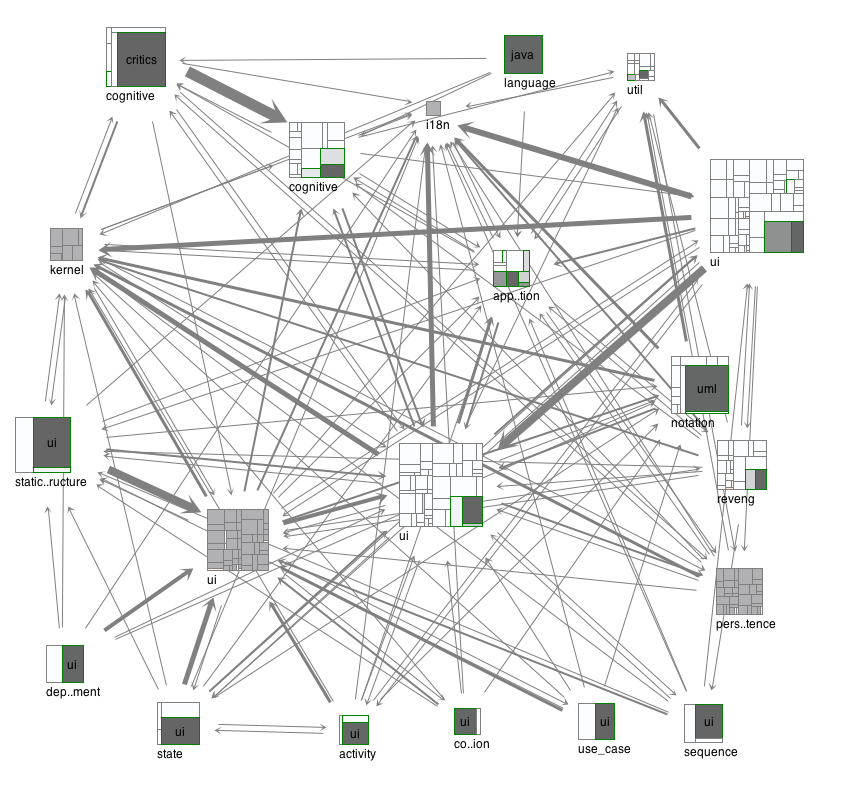 critics
cognitive
java
language
util
i18n
cognitive
ui
kernel
app..tion
uml
notation
ui
static..ructure
reveng
ui
ui
pers..tence
ui
dep..ment
ui
state
ui
activity
ui
co..ion
ui
use_case
ui
sequence